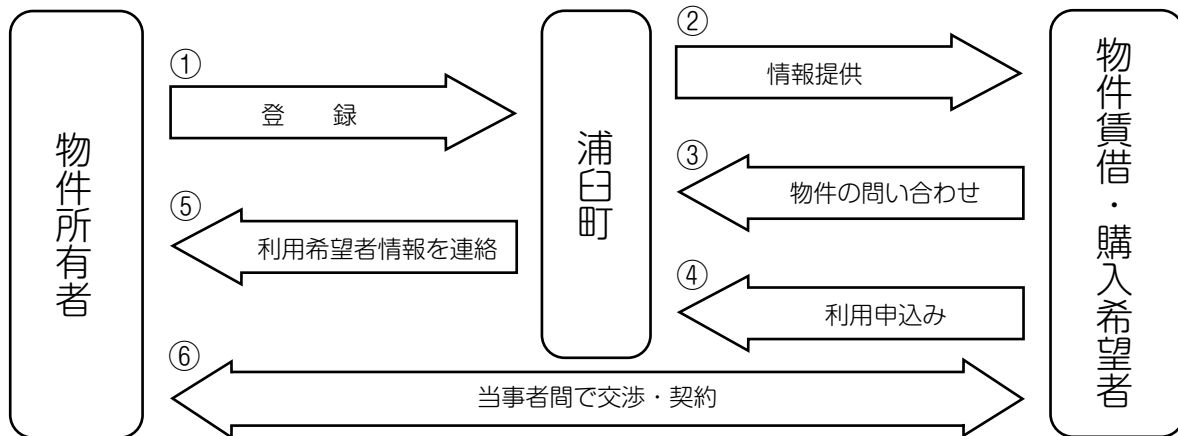 物件所有者
①
登　録
浦臼町
②
情報提供
③
物件の問い合わせ
④
利用申込み
⑤
利用希望者情報を連絡
⑥
当事者間で交渉・契約
物件賃借・購入希望者